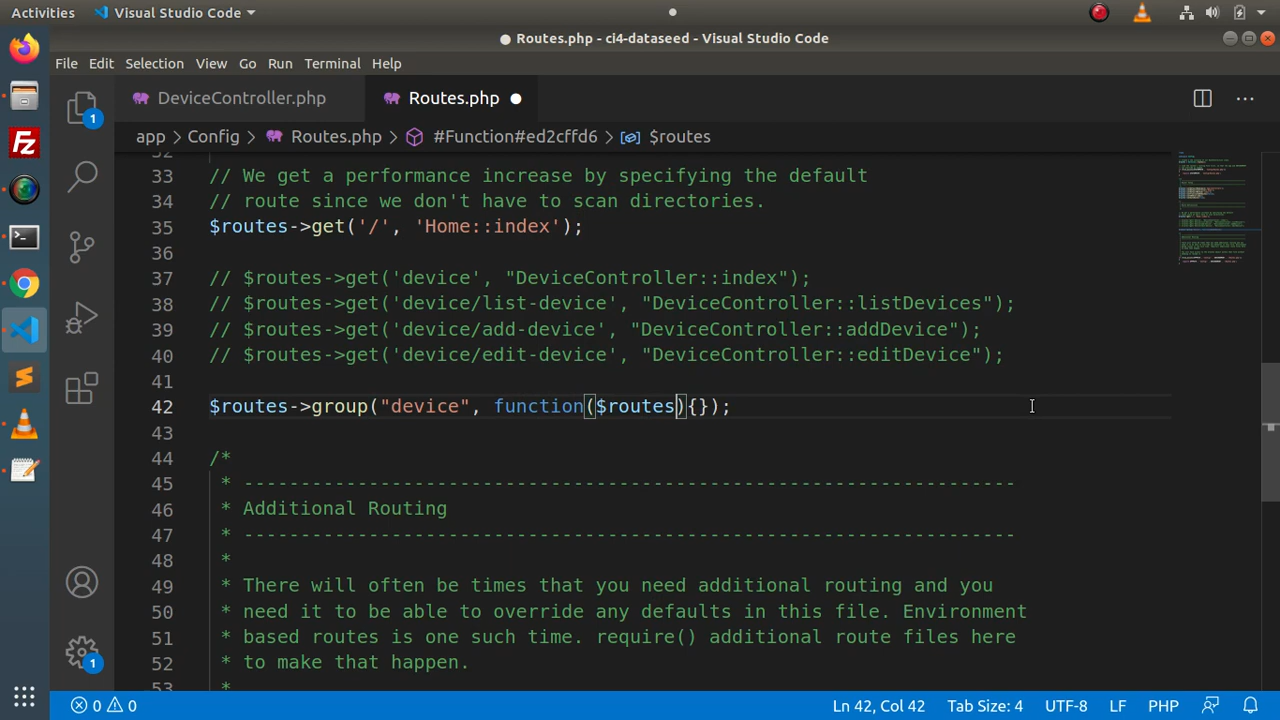 Activities Visual Studio Code
Routes.php - ci4-dataseed - Visual Studio Code
File Edit Selection View Go Run Terminal Help
DeviceController.php Routes.php
app > Config > Routes.php > #Function#ed2cffd6 > $routes
32
33 // We get a performance increase by specifying the default
34 // route since we don't have to scan directories.
35 $routes->get('/', 'Home::index');
36
37 // $routes->get('device', "DeviceController::index");
38 // $routes->get('device/list-device', "DeviceController::listDevices");
39 // $routes->get('device/add-device', "DeviceController::addDevice");
40 // $routes->get('device/edit-device', "DeviceController::editDevice");
41
42 $routes->group("device", function($routes){});
43
44 /*
45 * --------------------------------------------------------------------
46 * Additional Routing
47 * --------------------------------------------------------------------
48 *
49 * There will often be times that you need additional routing and you
50 * need it to be able to override any defaults in this file. Environment
51 * based routes is one such time. require() additional route files here
52 * to make that happen.
53 *
1
1
0 0 Ln 42, Col 42 Tab Size: 4 UTF-8 LF PHP